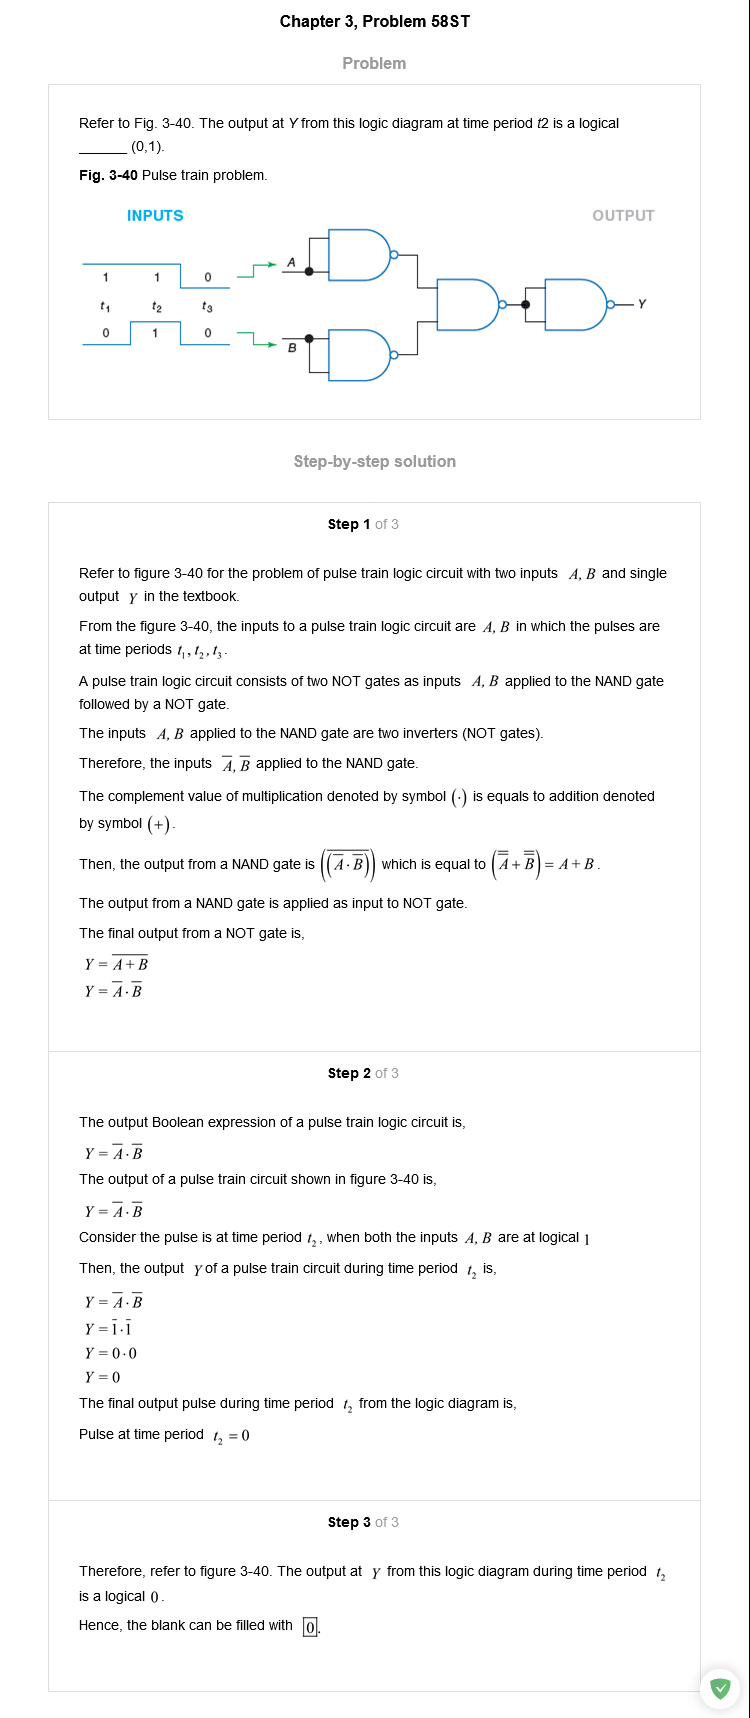 Chapter 3, Problem 58ST
Problem
Refer to Fig. 3-40. The output at Y from this logic diagram at time period t2 is a logical
______ (0,1).
Fig. 3-40 Pulse train problem.
INPUTS
OUTPUT
1 1 0
t₁ t₂ t₃
0 1 0
A
B
Y
Step-by-step solution
Step 1 of 3
Refer to figure 3-40 for the problem of pulse train logic circuit with two inputs A, B and single
output Y in the textbook.
From the figure 3-40, the inputs to a pulse train logic circuit are A, B in which the pulses are
at time periods t₁, t₂, t₃.
A pulse train logic circuit consists of two NOT gates as inputs A, B applied to the NAND gate
followed by a NOT gate.
The inputs A, B applied to the NAND gate are two inverters (NOT gates).
Therefore, the inputs A̅, B̅ applied to the NAND gate.
The complement value of multiplication denoted by symbol (·) is equals to addition denoted
by symbol (+).
Then, the output from a NAND gate is $\left(\overline{\left(\overline{A}\cdot\overline{B}\right)}\right)$ which is equal to $\left(\overline{\overline{A}}+\overline{\overline{B}}\right)=A+B$.
The output from a NAND gate is applied as input to NOT gate.
The final output from a NOT gate is,
$Y=\overline{A+B}$
$Y=\overline{A}\cdot\overline{B}$
Step 2 of 3
The output Boolean expression of a pulse train logic circuit is,
$Y=\overline{A}\cdot\overline{B}$
The output of a pulse train circuit shown in figure 3-40 is,
$Y=\overline{A}\cdot\overline{B}$
Consider the pulse is at time period t₂, when both the inputs A, B are at logical 1
Then, the output Y of a pulse train circuit during time period t₂ is,
$Y=\overline{A}\cdot\overline{B}$
$Y=\overline{1}\cdot\overline{1}$
Y = 0·0
Y = 0
The final output pulse during time period t₂ from the logic diagram is,
Pulse at time period t₂ = 0
Step 3 of 3
Therefore, refer to figure 3-40. The output at Y from this logic diagram during time period t₂
is a logical 0.
Hence, the blank can be filled with 0.